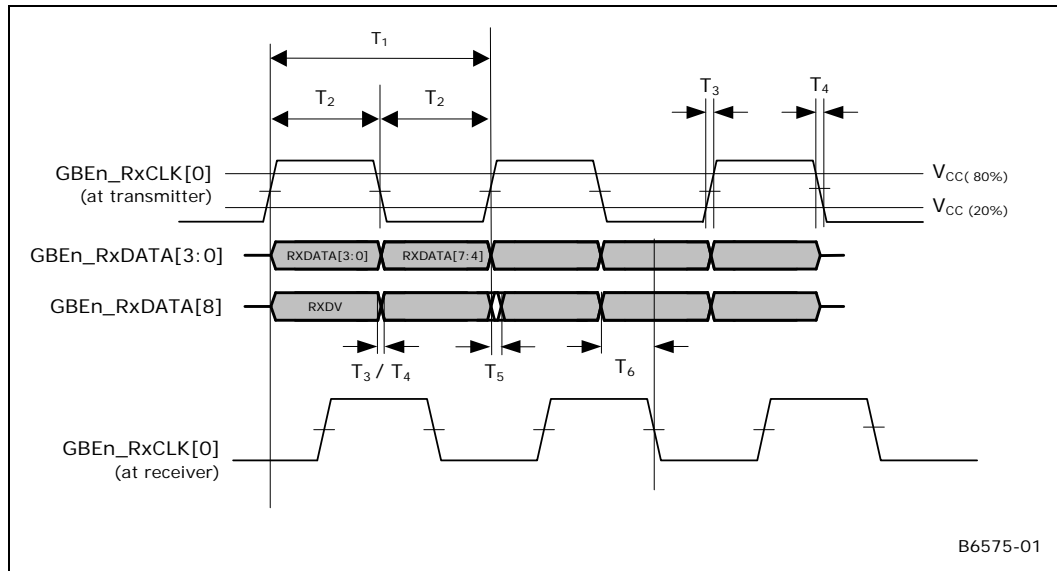 T₁
T₂ T₂ T₃ T₄
GBEn_RxCLK[0]
(at transmitter)
VCC( 80%)
VCC (20%)
GBEn_RxDATA[3:0] RXDATA[3:0] RXDATA[7:4]
GBEn_RxDATA[8] RXDV
T₃ / T₄ T₅ T₆
GBEn_RxCLK[0]
(at receiver)
B6575-01